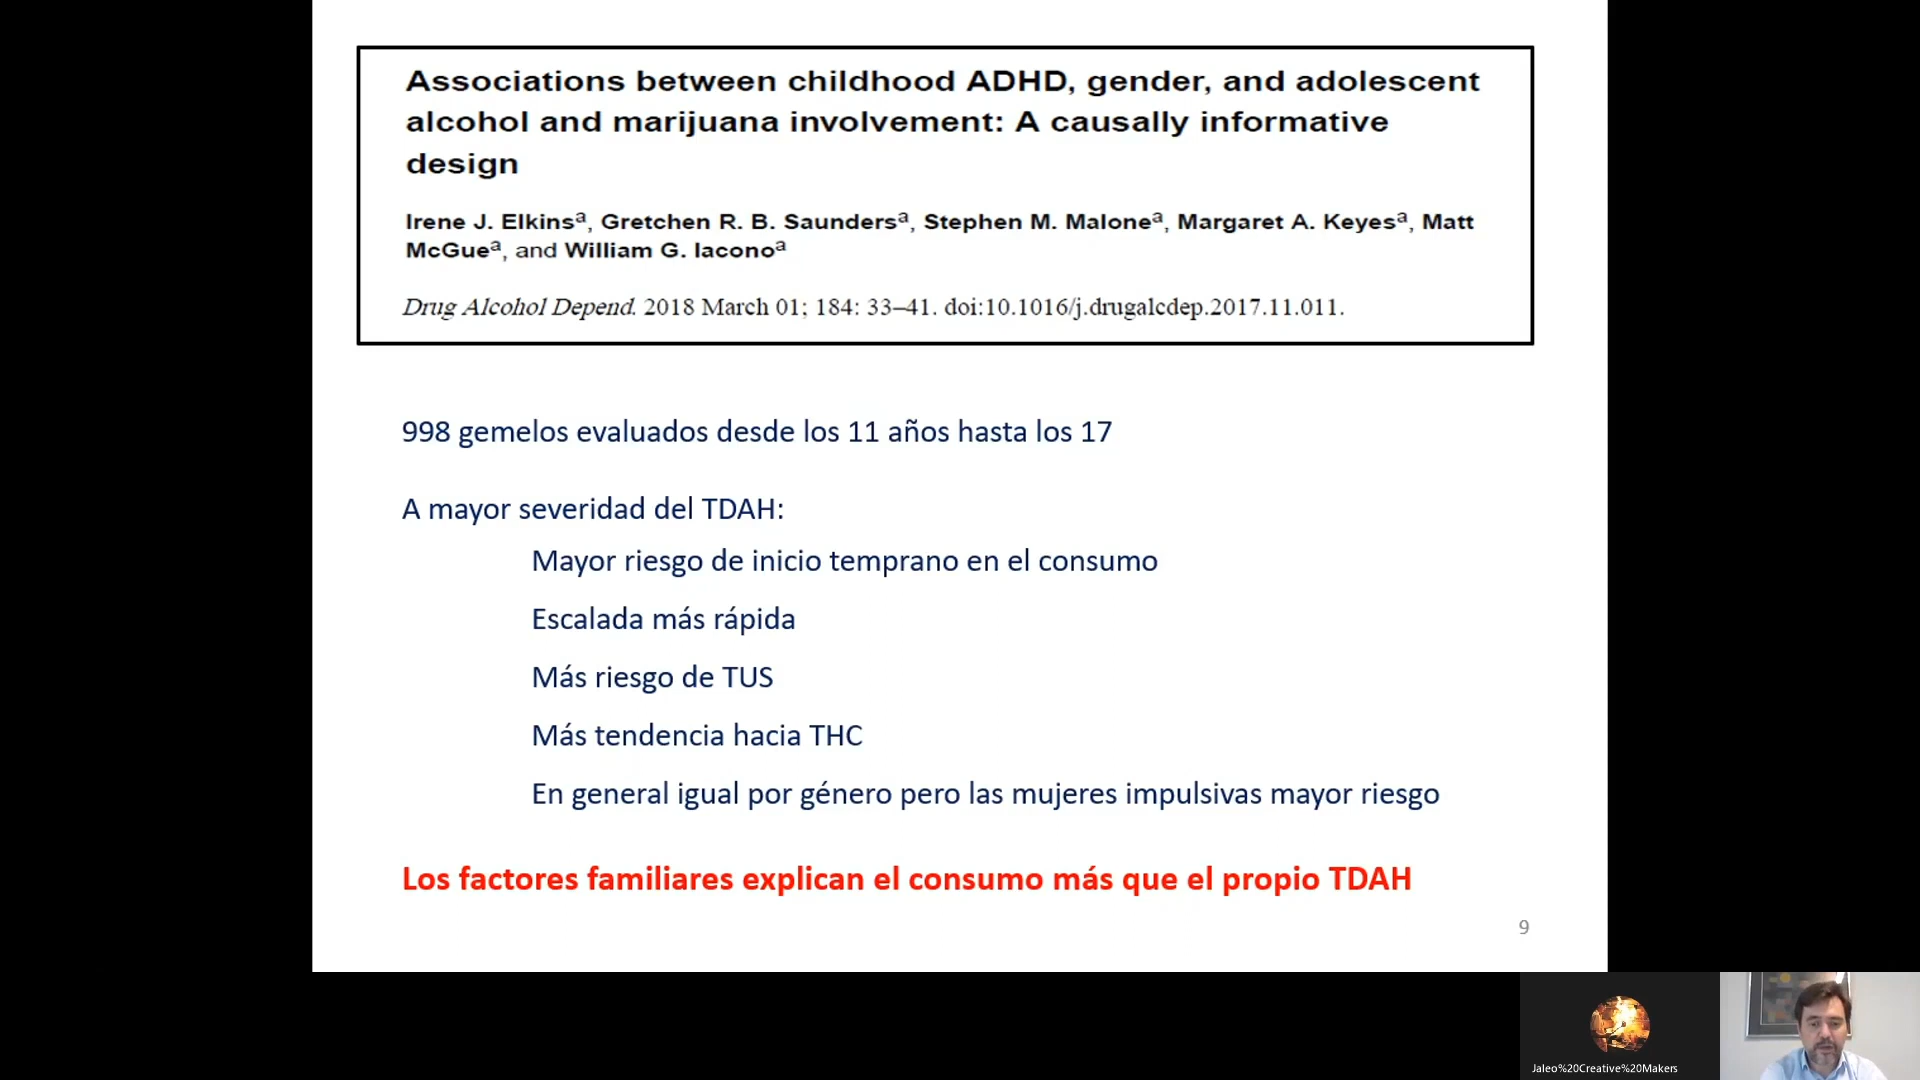 Associations between childhood ADHD, gender, and adolescent
alcohol and marijuana involvement: A causally informative
design
Irene J. Elkinsa, Gretchen R. B. Saundersa, Stephen M. Malonea, Margaret A. Keyesa, Matt
McGuea, and William G. Iaconoa
Drug Alcohol Depend. 2018 March 01; 184: 33–41. doi:10.1016/j.drugalcdep.2017.11.011.
998 gemelos evaluados desde los 11 años hasta los 17
A mayor severidad del TDAH:
Mayor riesgo de inicio temprano en el consumo
Escalada más rápida
Más riesgo de TUS
Más tendencia hacia THC
En general igual por género pero las mujeres impulsivas mayor riesgo
Los factores familiares explican el consumo más que el propio TDAH
9
Jaleo%20Creative%20Makers